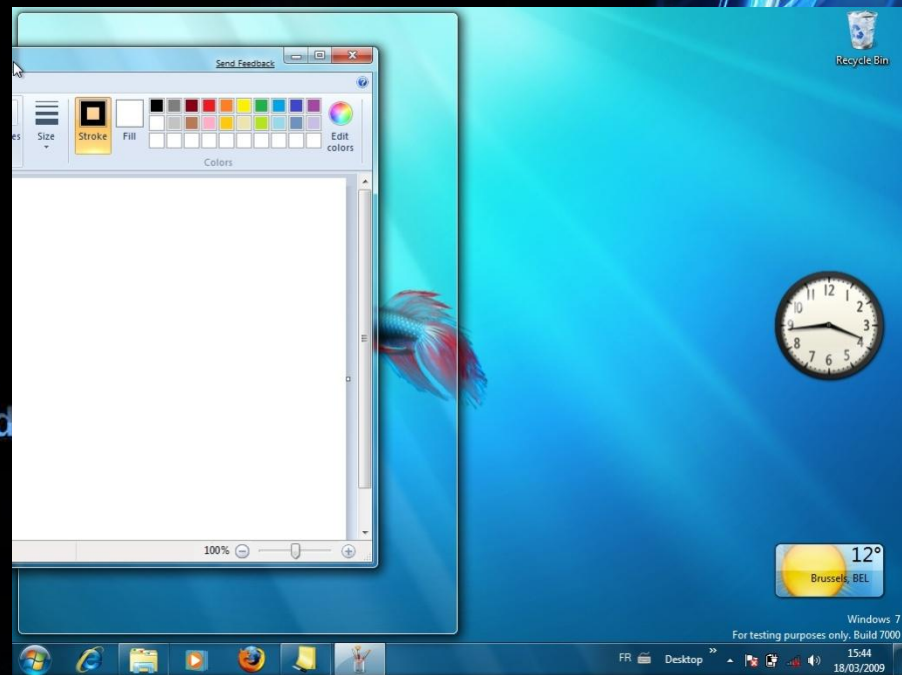 Recycle Bin
Send Feedback
es
Size
Stroke
Fill
Edit
colors
Colors
12
1
2
3
4
5
6
7
8
9
10
11
d
100%
12°
Brussels, BEL
Windows 7
For testing purposes only. Build 7000
FR
Desktop
»
15:44
18/03/2009